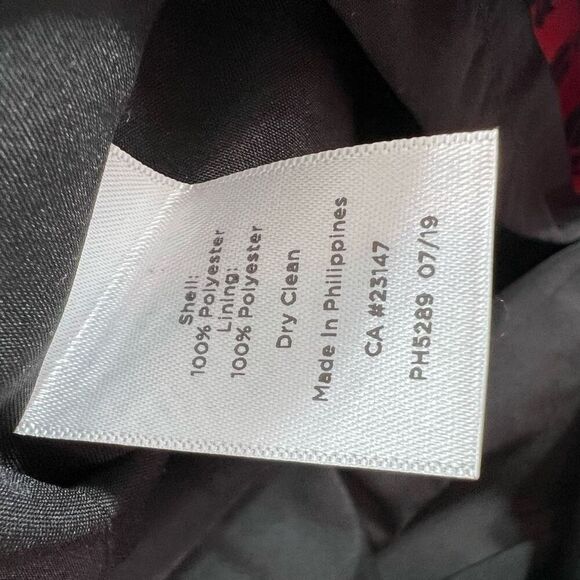 Shell:
100% Polyester
Lining:
100% Polyester
Dry Clean
Made In Philippines
CA #23147
PH5289 07/19